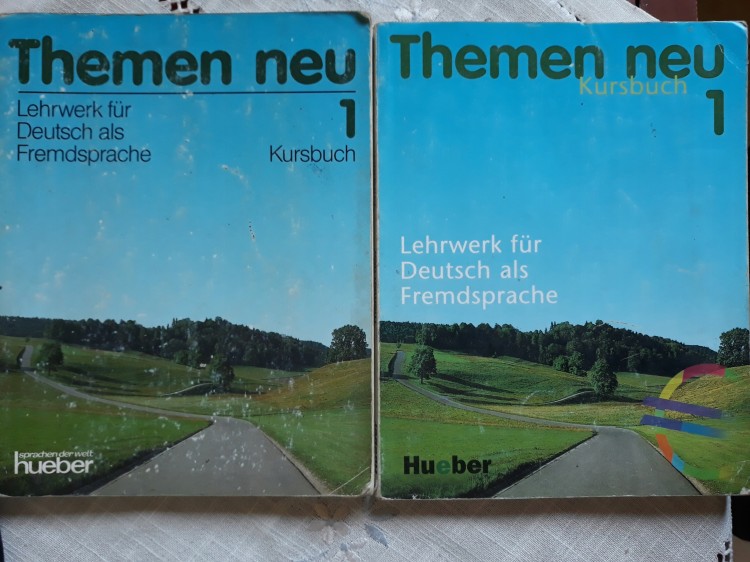 Themen neu
Lehrwerk für
Deutsch als
Fremdsprache
1
Kursbuch
sprachen der welt
hueber
Themen neu
Kursbuch
1
Lehrwerk für
Deutsch als
Fremdsprache
Hueber